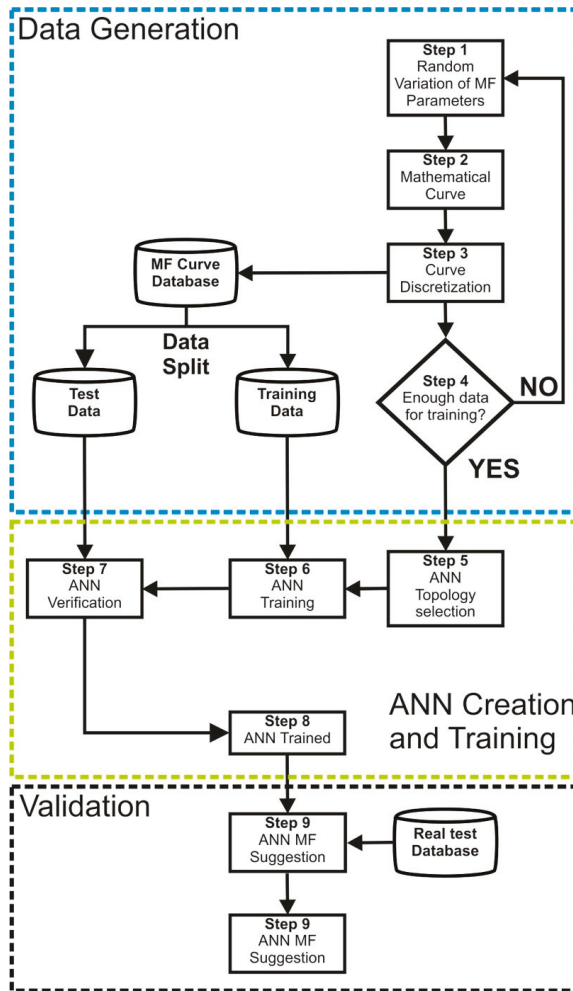 Data Generation
Step 1
Random
Variation of MF
Parameters
Step 2
Mathematical
Curve
Step 3
Curve
Discretization
MF Curve
Database
Data
Split
Test
Data
Training
Data
Step 4
Enough data
for training?
NO
YES
Step 7
ANN
Verification
Step 6
ANN
Training
Step 5
ANN
Topology
selection
Step 8
ANN Trained
ANN Creation
and Training
Validation
Step 9
ANN MF
Suggestion
Real test
Database
Step 9
ANN MF
Suggestion